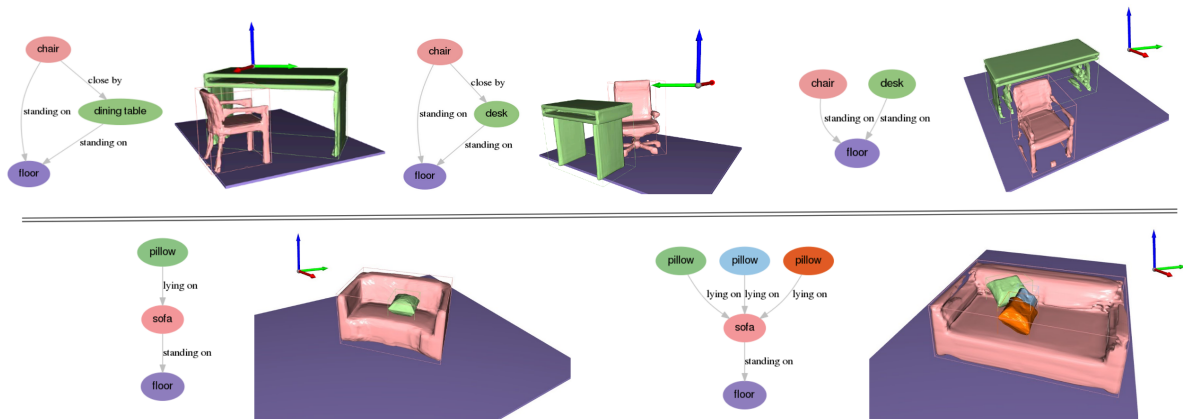 chair
close by
standing on
dining table
standing on
floor
chair
close by
standing on
desk
standing on
floor
chair
desk
standing on
standing on
floor
pillow
lying on
sofa
standing on
floor
pillow
pillow
pillow
lying on
lying on
lying on
sofa
standing on
floor